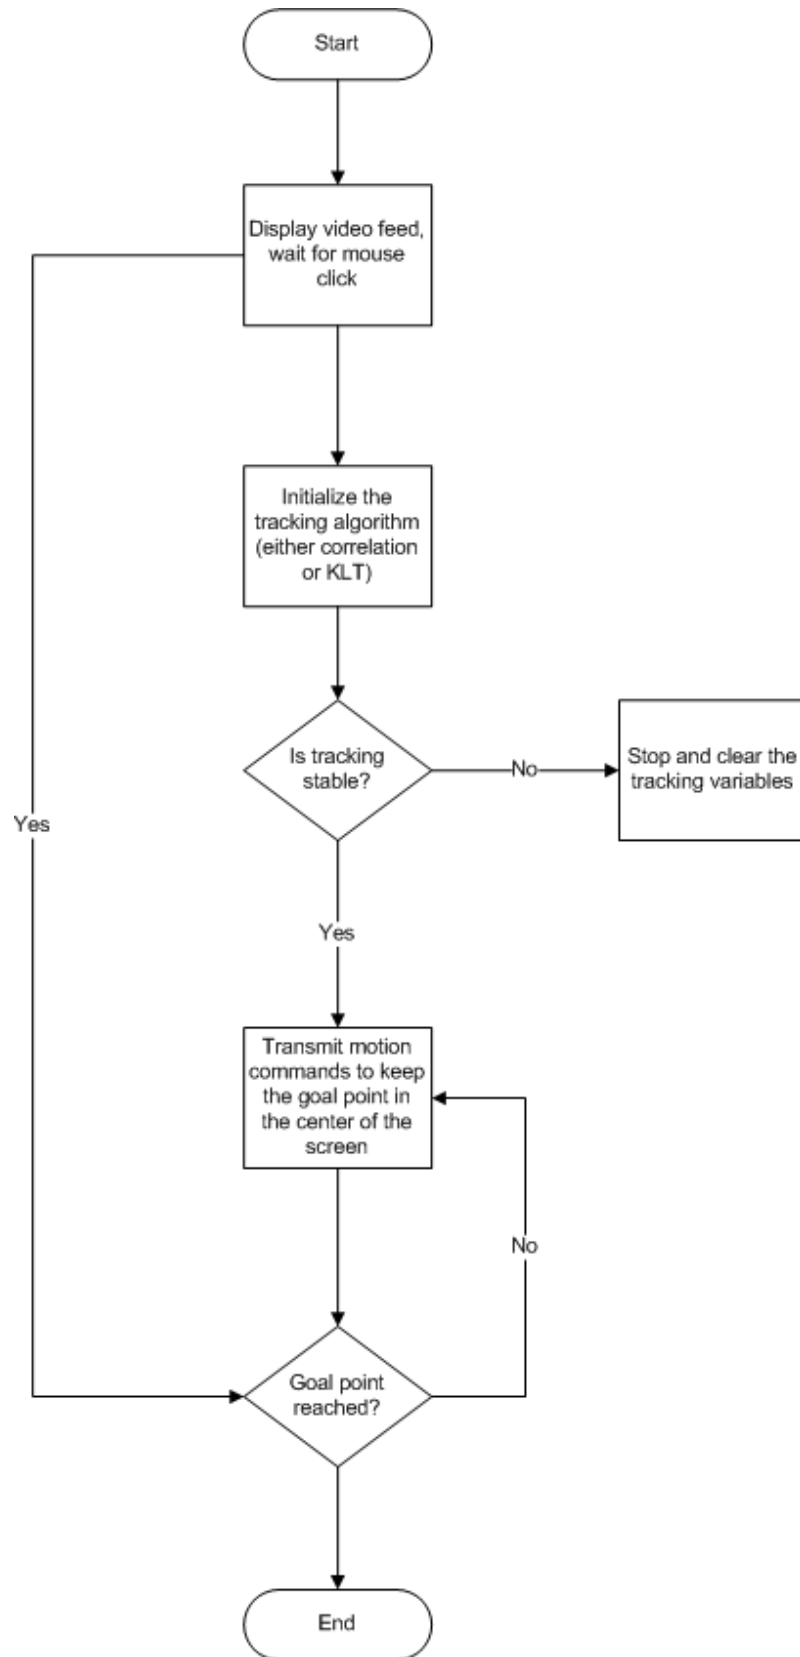 Start
Display video feed,
wait for mouse
click
Initialize the
tracking algorithm
(either correlation
or KLT)
Is tracking
stable?
No
Stop and clear the
tracking variables
Yes
Yes
Transmit motion
commands to keep
the goal point in
the center of the
screen
No
Goal point
reached?
End